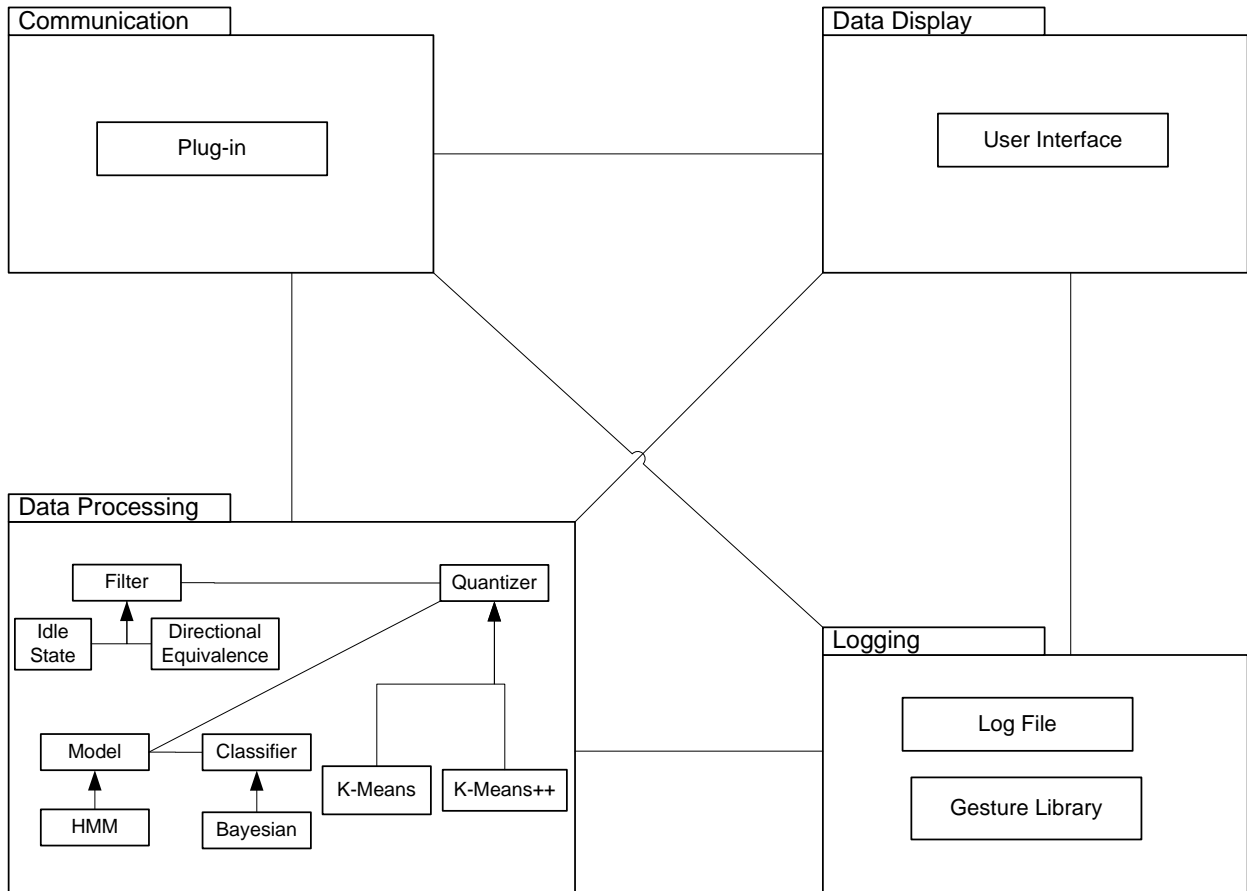 Communication
Data Display
Plug-in
User Interface
Data Processing
Filter
Quantizer
Idle
State
Directional
Equivalence
Logging
Log File
Model
Classifier
K-Means
K-Means++
Gesture Library
HMM
Bayesian